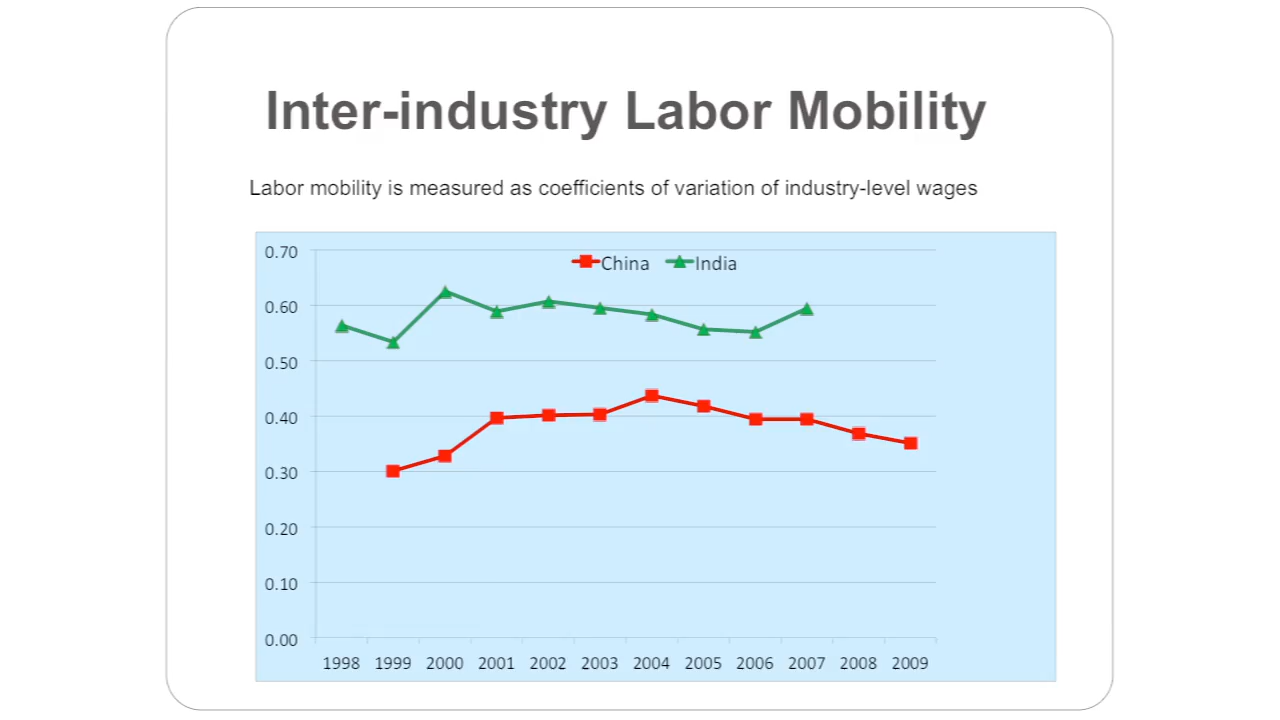 Inter-industry Labor Mobility
Labor mobility is measured as coefficients of variation of industry-level wages
China India
0.70
0.60
0.50
0.40
0.30
0.20
0.10
0.00
1998 1999 2000 2001 2002 2003 2004 2005 2006 2007 2008 2009